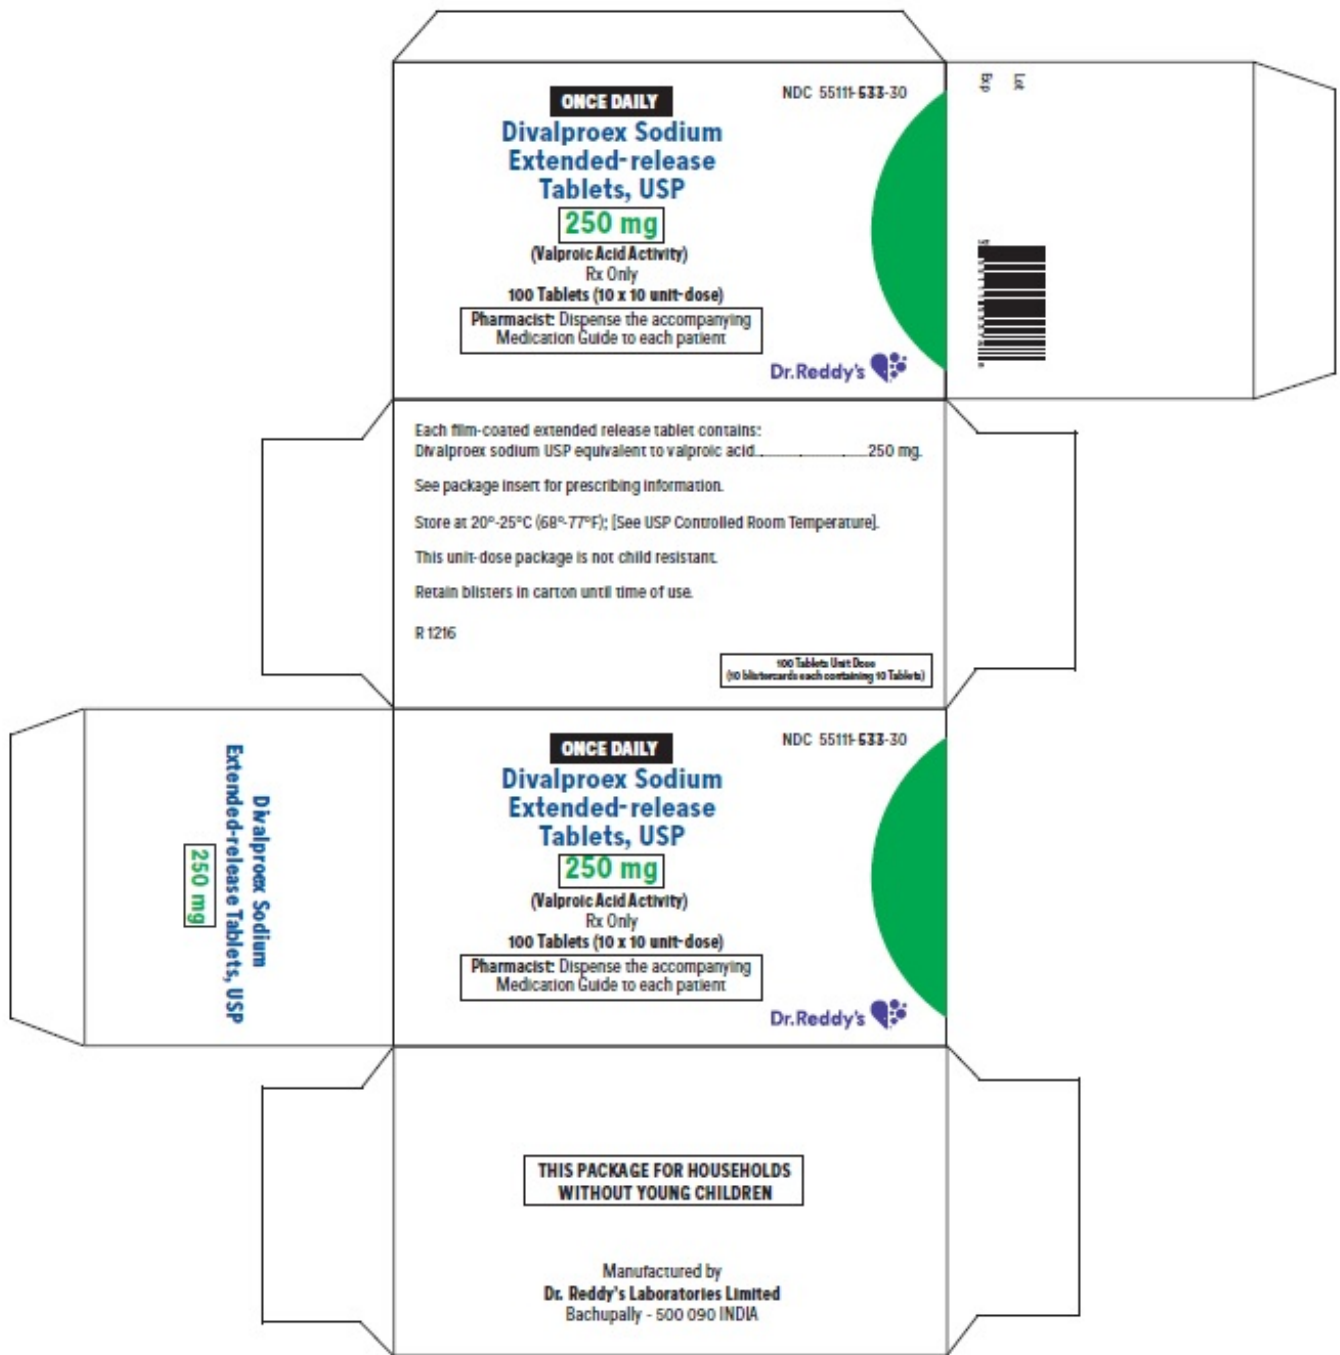 ONCE DAILY
NDC 55111-533-30
Divalproex Sodium
Extended-release
Tablets, USP
250 mg
(Valproic Acid Activity)
Rx Only
100 Tablets (10 x 10 unit-dose)
Pharmacist: Dispense the accompanying
Medication Guide to each patient
Dr.Reddy's
Lot
Exp
Each film-coated extended release tablet contains:
Divalproex sodium USP equivalent to valproic acid..............................250 mg.
See package insert for prescribing information.
Store at 20°-25°C (68°-77°F); [See USP Controlled Room Temperature].
This unit-dose package is not child resistant.
Retain blisters in carton until time of use.
R 1216
100 Tablets Unit Dose
(10 blistercards each containing 10 Tablets)
Divalproex Sodium
Extended-release Tablets, USP
250 mg
ONCE DAILY
NDC 55111-533-30
Divalproex Sodium
Extended-release
Tablets, USP
250 mg
(Valproic Acid Activity)
Rx Only
100 Tablets (10 x 10 unit-dose)
Pharmacist: Dispense the accompanying
Medication Guide to each patient
Dr.Reddy's
THIS PACKAGE FOR HOUSEHOLDS
WITHOUT YOUNG CHILDREN
Manufactured by
Dr. Reddy's Laboratories Limited
Bachupally - 500 090 INDIA